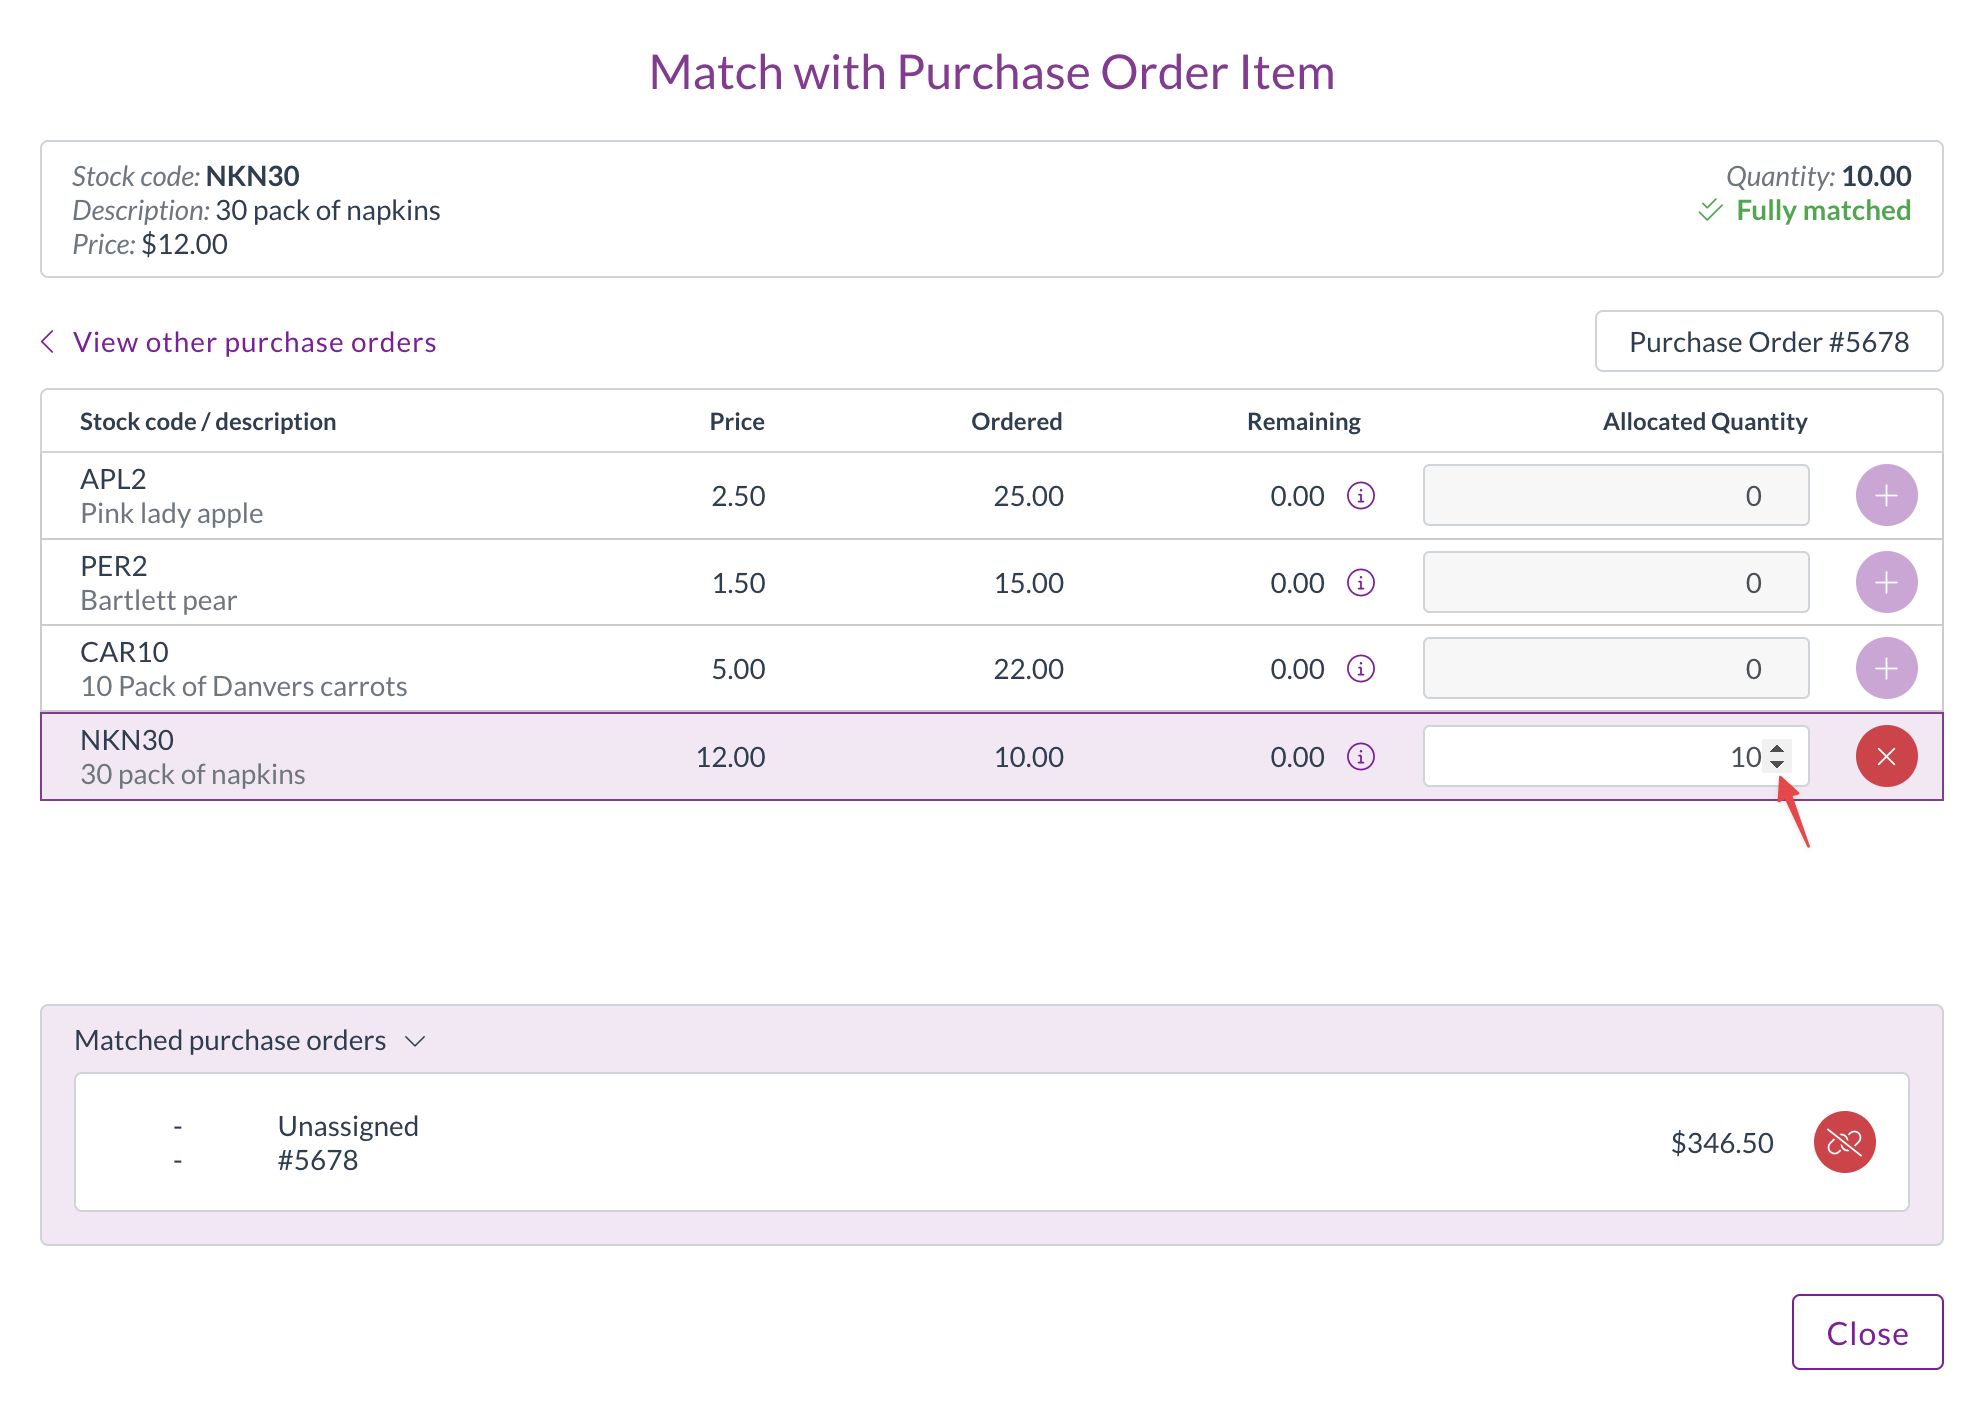 Match with Purchase Order Item
Stock code: NKN30
Quantity: 10.00
Description: 30 pack of napkins
Fully matched
Price: $12.00
View other purchase orders
Purchase Order #5678
Stock code / description Price Ordered Remaining Allocated Quantity
APL2
Pink lady apple
2.50 25.00 0.00 0
PER2
Bartlett pear
1.50 15.00 0.00 0
CAR10
10 Pack of Danvers carrots
5.00 22.00 0.00 0
NKN30
30 pack of napkins
12.00 10.00 0.00 10
Matched purchase orders
- Unassigned
- #5678
$346.50
Close